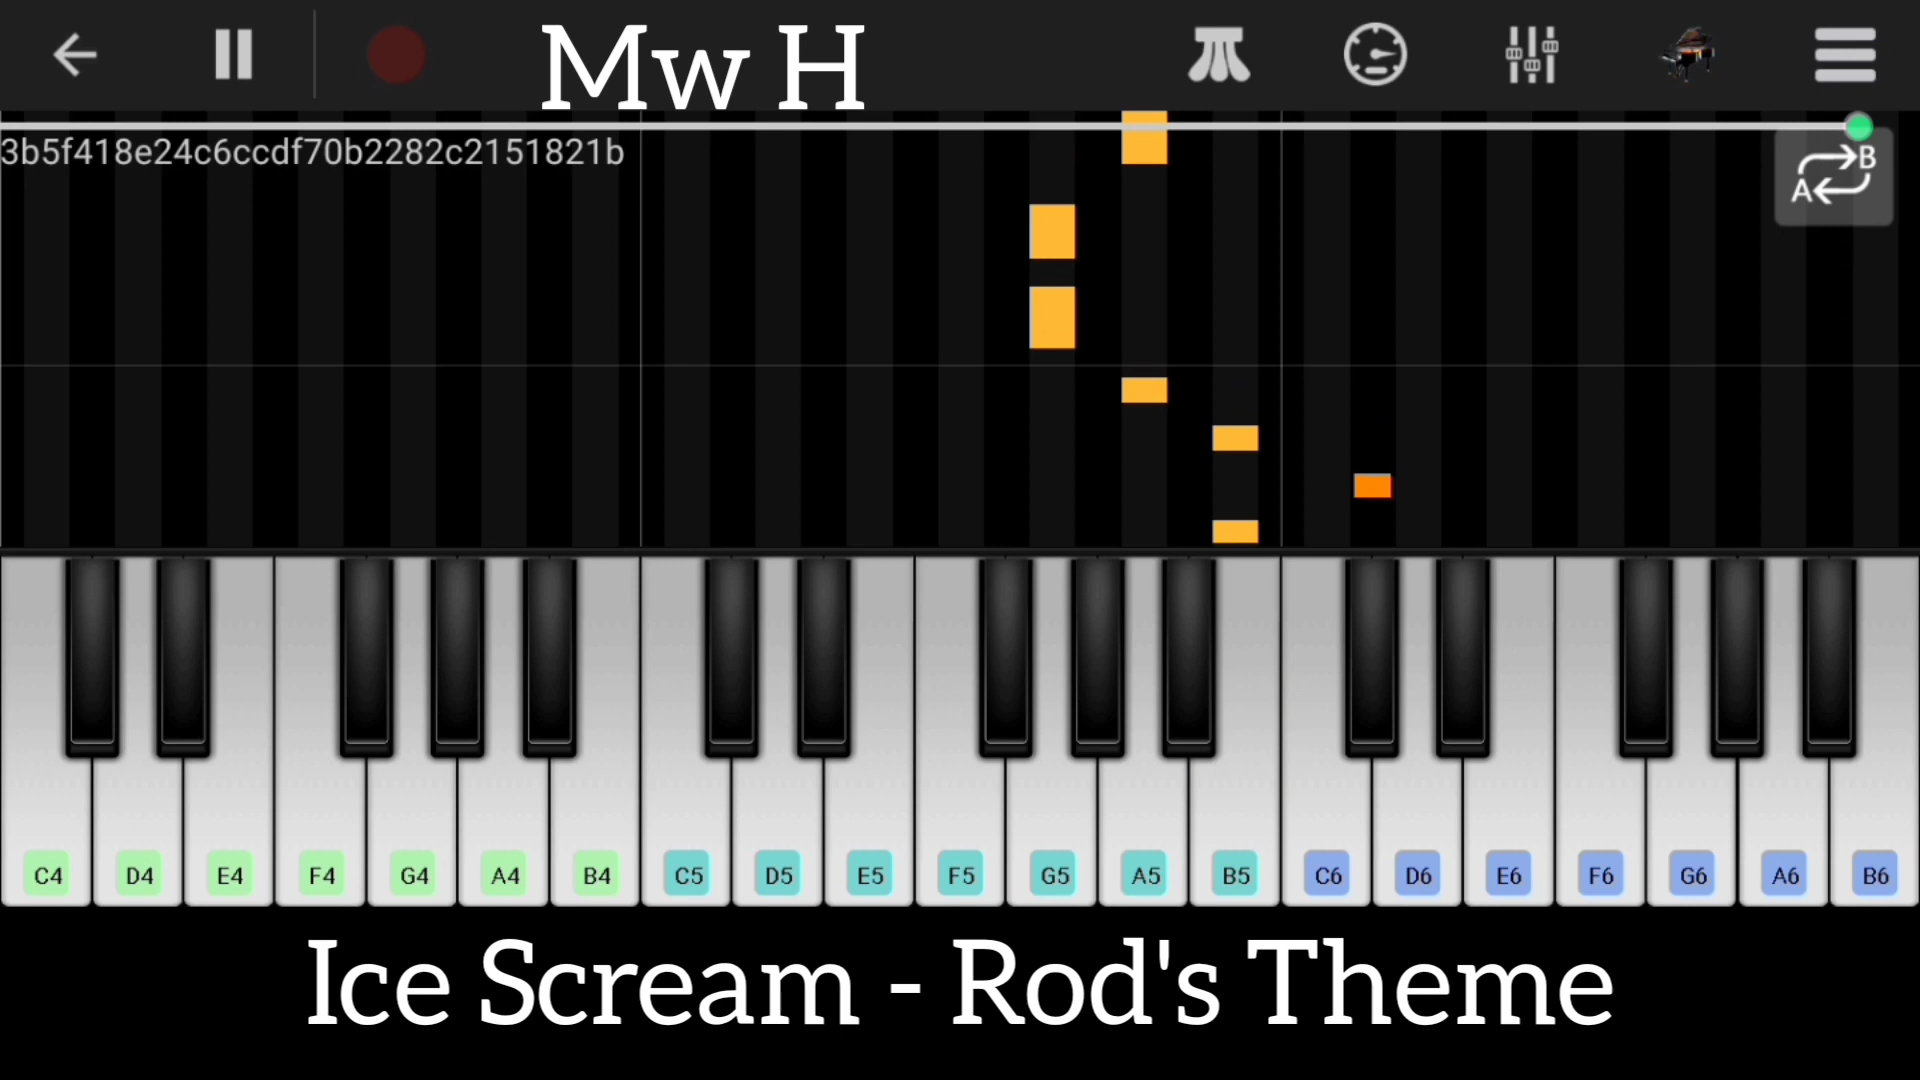 Mw H
3b5f418e24c6ccdf70b2282c2151821b
A B
C4 D4 E4 F4 G4 A4 B4 C5 D5 E5 F5 G5 A5 B5 C6 D6 E6 F6 G6 A6 B6
Ice Scream - Rod's Theme